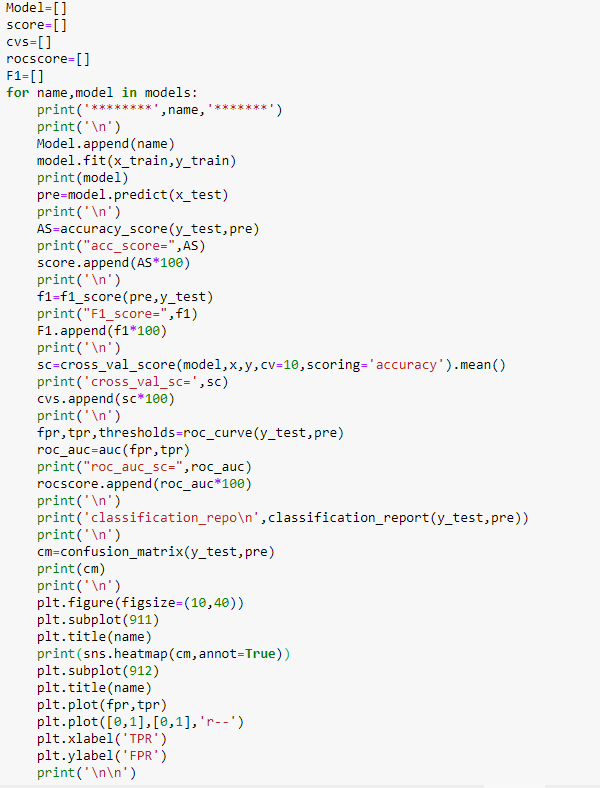 Model=[]
score=[]
cvs=[]
rocscore=[]
F1=[]
for name,model in models:
    print('********',name,'*******')
    print('\n')
    Model.append(name)
    model.fit(x_train,y_train)
    print(model)
    pre=model.predict(x_test)
    print('\n')
    AS=accuracy_score(y_test,pre)
    print("acc_score=",AS)
    score.append(AS*100)
    print('\n')
    f1=f1_score(pre,y_test)
    print("F1_score=",f1)
    F1.append(f1*100)
    print('\n')
    sc=cross_val_score(model,x,y,cv=10,scoring='accuracy').mean()
    print('cross_val_sc=',sc)
    cvs.append(sc*100)
    print('\n')
    fpr,tpr,thresholds=roc_curve(y_test,pre)
    roc_auc=auc(fpr,tpr)
    print("roc_auc_sc=",roc_auc)
    rocscore.append(roc_auc*100)
    print('\n')
    print('classification_repo\n',classification_report(y_test,pre))
    print('\n')
    cm=confusion_matrix(y_test,pre)
    print(cm)
    print('\n')
    plt.figure(figsize=(10,40))
    plt.subplot(911)
    plt.title(name)
    print(sns.heatmap(cm,annot=True))
    plt.subplot(912)
    plt.title(name)
    plt.plot(fpr,tpr)
    plt.plot([0,1],[0,1],'r--')
    plt.xlabel('TPR')
    plt.ylabel('FPR')
    print('\n\n')